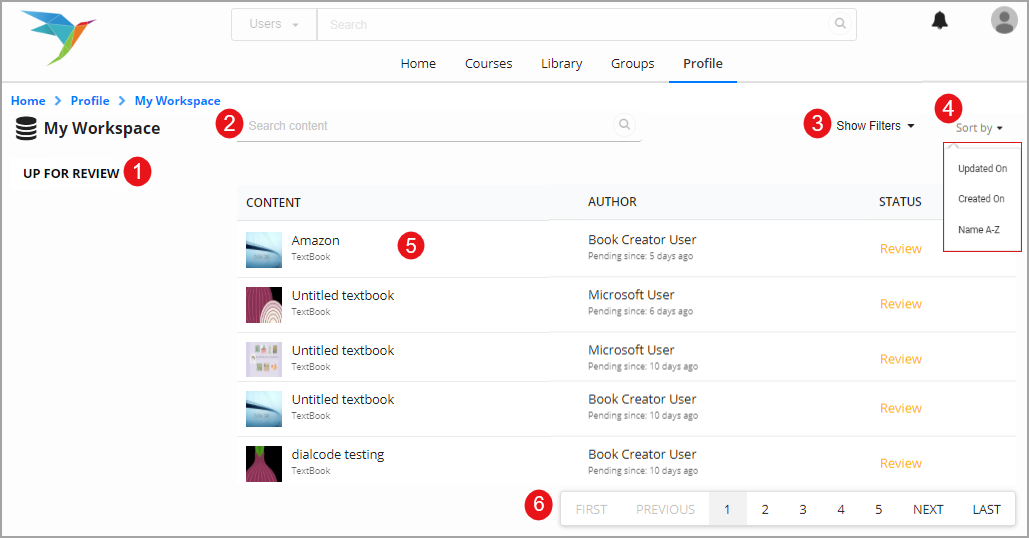 Users Search
Home Courses Library Groups Profile
Home > Profile > My Workspace
My Workspace
2 Search content
3 Show Filters
4
Sort by
Updated On
Created On
Name A-Z
UP FOR REVIEW 1
CONTENT AUTHOR STATUS
Amazon 5 Book Creator User Review
TextBook Pending since: 5 days ago
Untitled textbook Microsoft User Review
TextBook Pending since: 6 days ago
Untitled textbook Microsoft User Review
TextBook Pending since: 10 days ago
Untitled textbook Book Creator User Review
TextBook Pending since: 10 days ago
dialcode testing Book Creator User Review
TextBook Pending since: 10 days ago
6 FIRST PREVIOUS 1 2 3 4 5 NEXT LAST